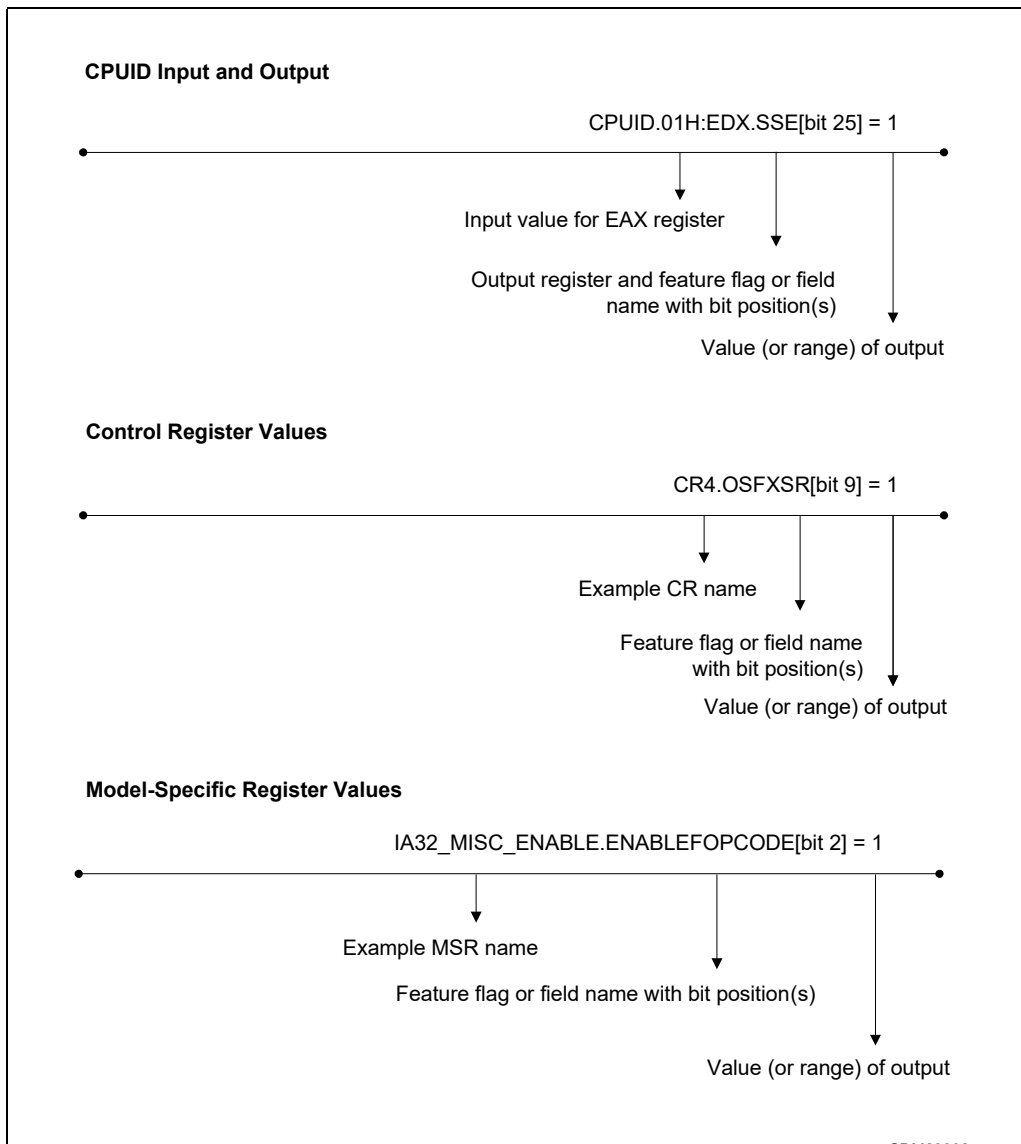 CPUID Input and Output
CPUID.01H:EDX.SSE[bit 25] = 1
Input value for EAX register
Output register and feature flag or field
name with bit position(s)
Value (or range) of output
Control Register Values
CR4.OSFXSR[bit 9] = 1
Example CR name
Feature flag or field name
with bit position(s)
Value (or range) of output
Model-Specific Register Values
IA32_MISC_ENABLE.ENABLEFOPCODE[bit 2] = 1
Example MSR name
Feature flag or field name with bit position(s)
Value (or range) of output